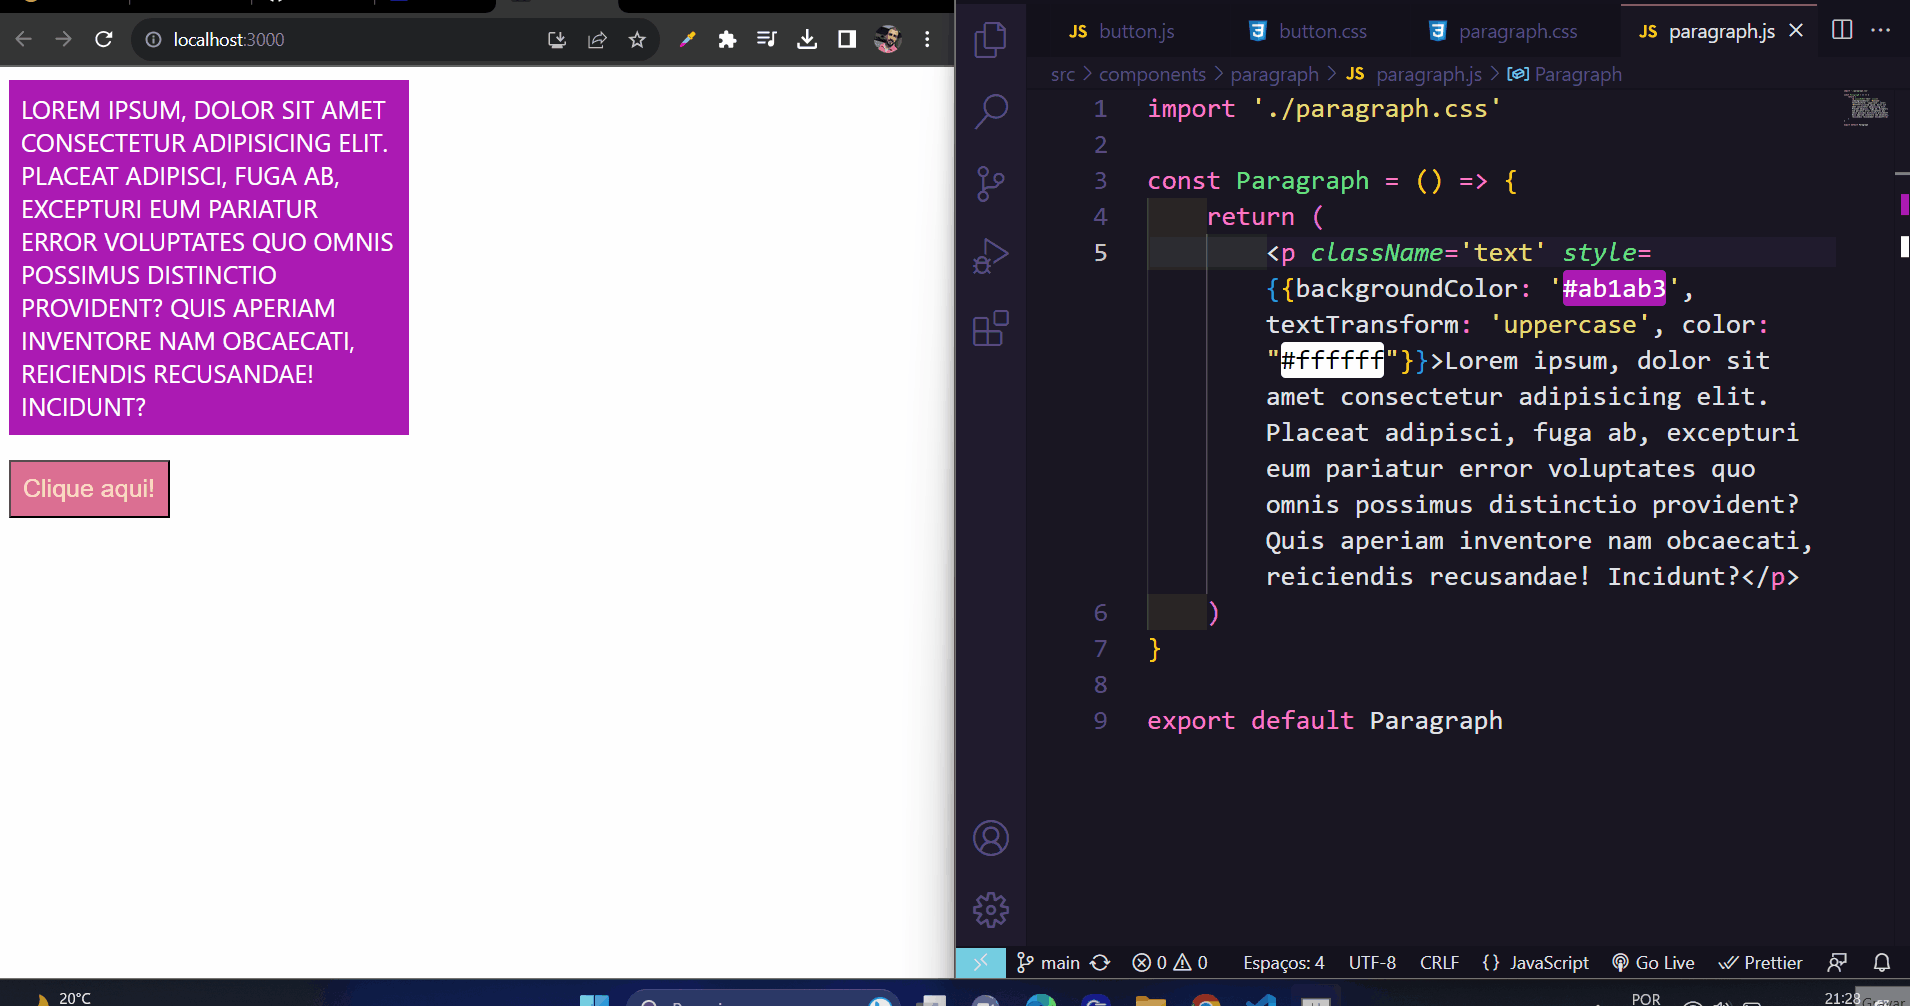 localhost:3000
LOREM IPSUM, DOLOR SIT AMET
CONSECTETUR ADIPISICING ELIT.
PLACEAT ADIPISCI, FUGA AB,
EXCEPTURI EUM PARIATUR
ERROR VOLUPTATES QUO OMNIS
POSSIMUS DISTINCTIO
PROVIDENT? QUIS APERIAM
INVENTORE NAM OBCAECATI,
REICIENDIS RECUSANDAE!
INCIDUNT?
Clique aqui!
JS button.js button.css paragraph.css JS paragraph.js
src > components > paragraph > JS paragraph.js > Paragraph
1 import './paragraph.css'
2
3 const Paragraph = () => {
4 return (
5 <p className='text' style=
{{backgroundColor: '#ab1ab3',
textTransform: 'uppercase', color:
"#ffffff"}}>Lorem ipsum, dolor sit
amet consectetur adipisicing elit.
Placeat adipisci, fuga ab, excepturi
eum pariatur error voluptates quo
omnis possimus distinctio provident?
Quis aperiam inventore nam obcaecati,
reiciendis recusandae! Incidunt?</p>
6 )
7 }
8
9 export default Paragraph
main 0 0 Espaços: 4 UTF-8 CRLF {} JavaScript Go Live Prettier
20°C
POR
21:28